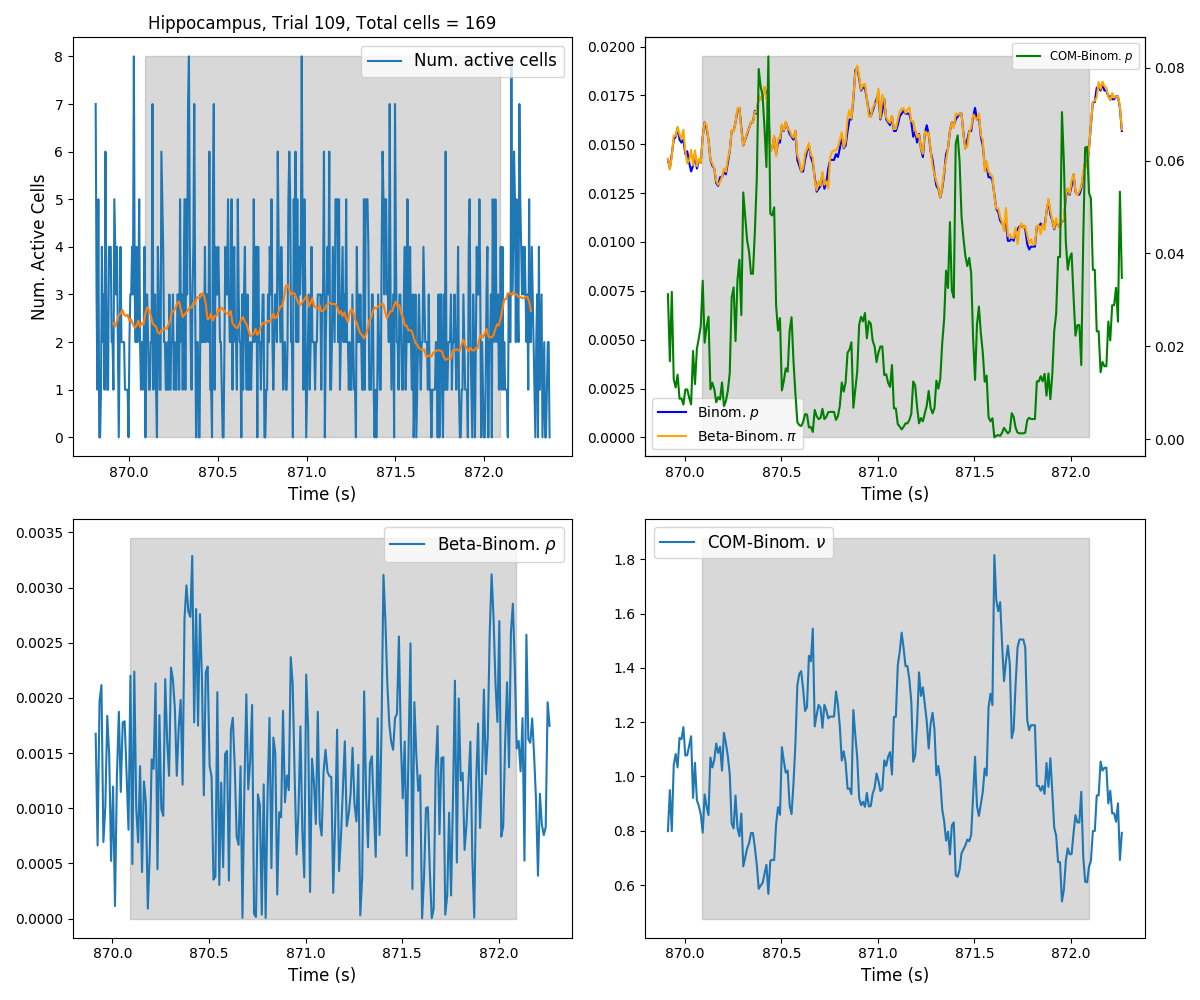 Hippocampus, Trial 109, Total cells = 169
Num. active cells
Num. Active Cells
8
7
6
5
4
3
2
1
0
870.0 870.5 871.0 871.5 872.0
Time (s)
COM-Binom. p
0.0200
0.0175
0.0150
0.0125
0.0100
0.0075
0.0050
0.0025
0.0000
0.08
0.06
0.04
0.02
0.00
Binom. p
Beta-Binom. π
870.0 870.5 871.0 871.5 872.0
Time (s)
Beta-Binom. ρ
0.0035
0.0030
0.0025
0.0020
0.0015
0.0010
0.0005
0.0000
870.0 870.5 871.0 871.5 872.0
Time (s)
COM-Binom. ν
1.8
1.6
1.4
1.2
1.0
0.8
0.6
870.0 870.5 871.0 871.5 872.0
Time (s)